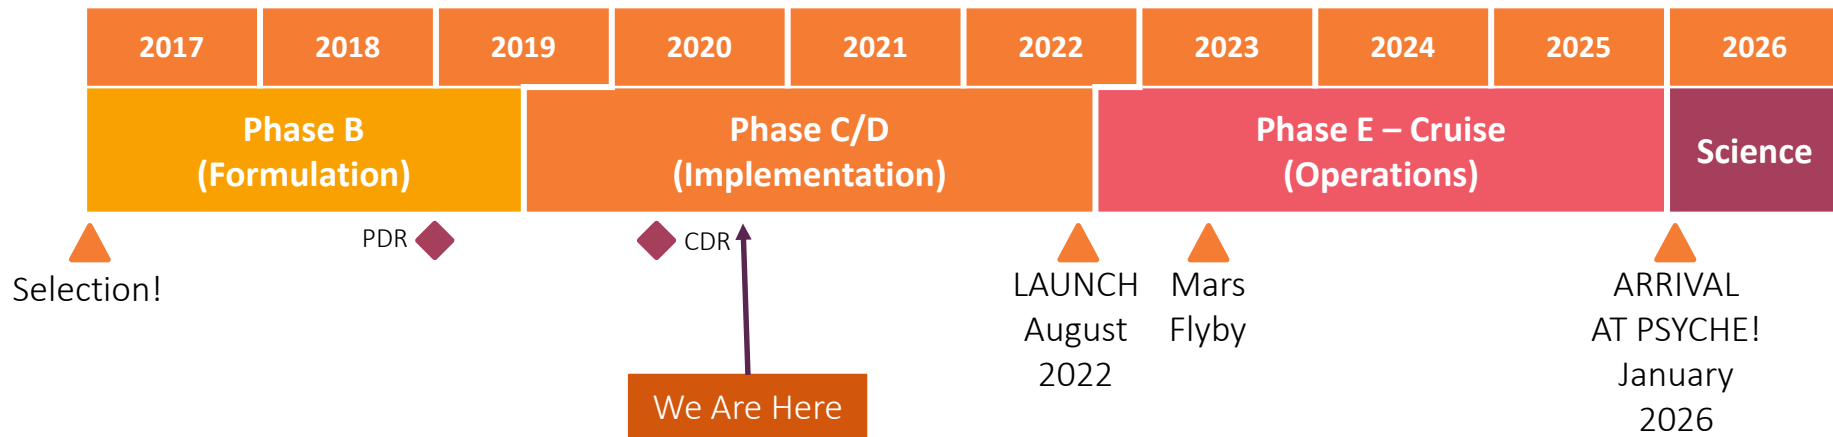 2017 2018 2019 2020 2021 2022 2023 2024 2025 2026
Phase B
(Formulation)
Phase C/D
(Implementation)
Phase E – Cruise
(Operations)
Science
Selection!
PDR
CDR
We Are Here
LAUNCH
August
2022
Mars
Flyby
ARRIVAL
AT PSYCHE!
January
2026